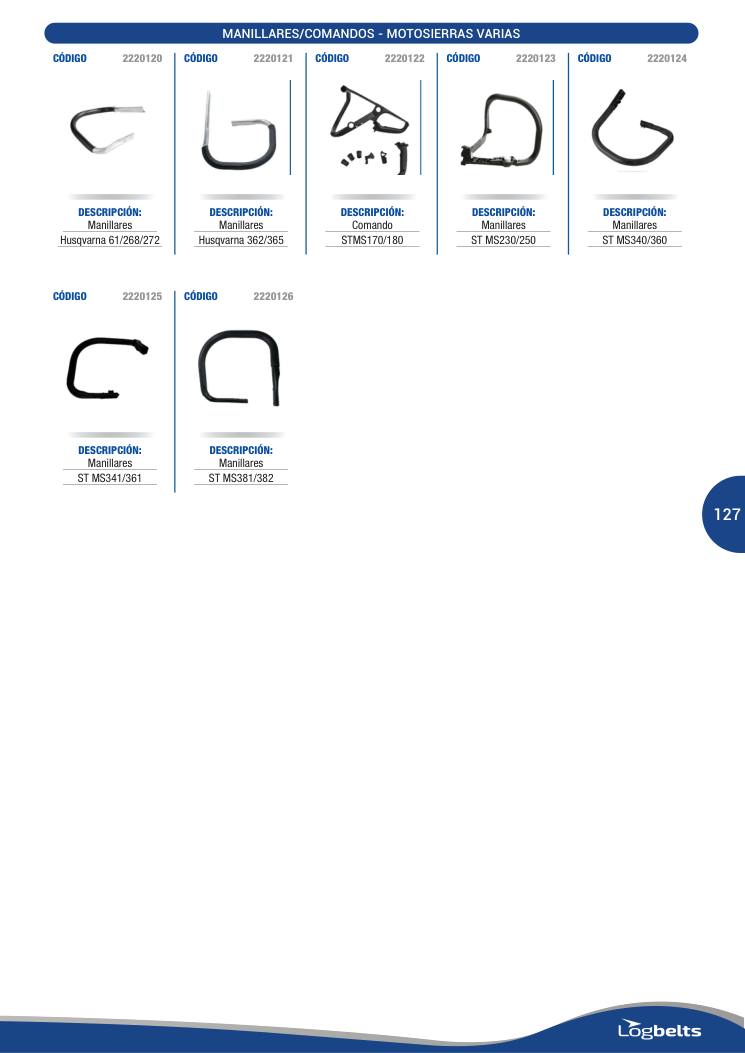 MANILLARES/COMANDOS - MOTOSIERRAS VARIAS
CÓDIGO 2220120
DESCRIPCIÓN:
Manillares
Husqvarna 61/268/272
CÓDIGO 2220121
DESCRIPCIÓN:
Manillares
Husqvarna 362/365
CÓDIGO 2220122
DESCRIPCIÓN:
Comando
STMS170/180
CÓDIGO 2220123
DESCRIPCIÓN:
Manillares
ST MS230/250
CÓDIGO 2220124
DESCRIPCIÓN:
Manillares
ST MS340/360
CÓDIGO 2220125
DESCRIPCIÓN:
Manillares
ST MS341/361
CÓDIGO 2220126
DESCRIPCIÓN:
Manillares
ST MS381/382
127
Logbelts